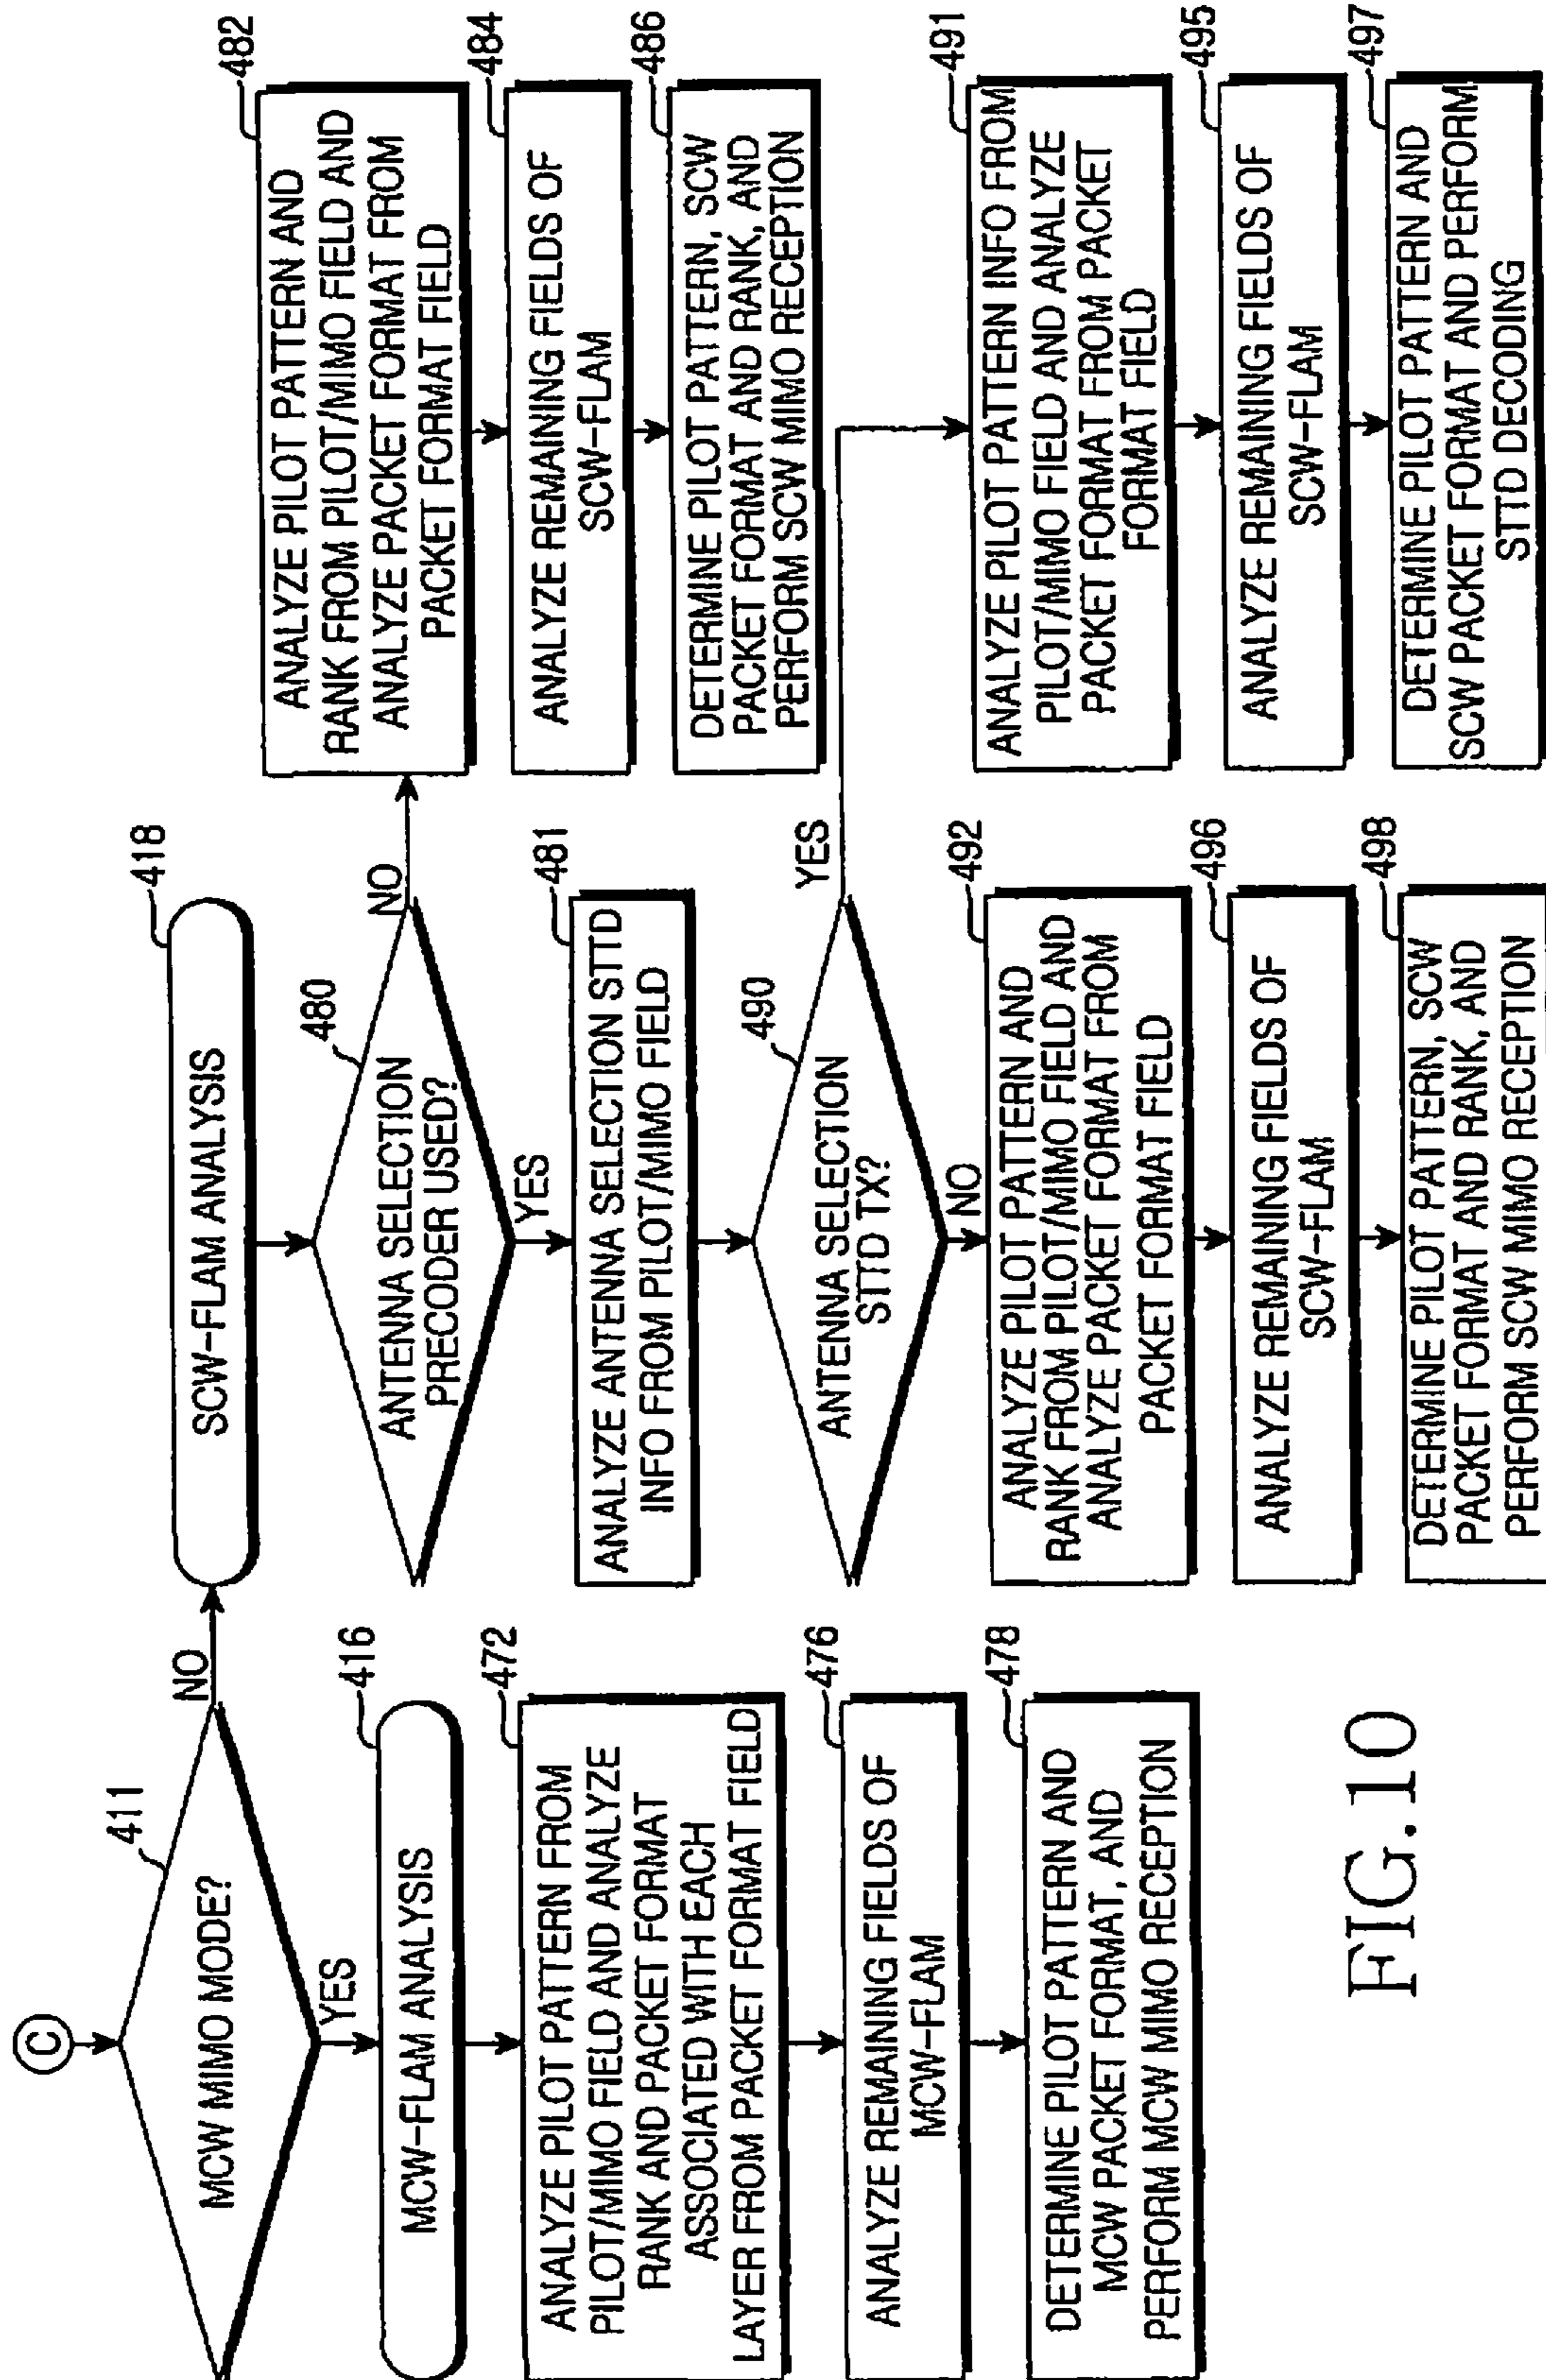 C
411
MCW MIMO MODE?
NO
YES
416
MCW-FLAM ANALYSIS
472
ANALYZE PILOT PATTERN FROM
PILOT/MIMO FIELD AND ANALYZE
RANK AND PACKET FORMAT
ASSOCIATED WITH EACH
LAYER FROM PACKET FORMAT FIELD
476
ANALYZE REMAINING FIELDS OF
MCW-FLAM
478
DETERMINE PILOT PATTERN AND
MCW PACKET FORMAT, AND
PERFORM MCW MIMO RECEPTION
418
SCW-FLAM ANALYSIS
480
ANTENNA SELECTION
PRECODER USED?
NO
YES
481
ANALYZE ANTENNA SELECTION STTD
INFO FROM PILOT/MIMO FIELD
490
ANTENNA SELECTION
STTD TX?
YES
NO
492
ANALYZE PILOT PATTERN AND
RANK FROM PILOT/MIMO FIELD AND
ANALYZE PACKET FORMAT FROM
PACKET FORMAT FIELD
496
ANALYZE REMAINING FIELDS OF
SCW-FLAM
498
DETERMINE PILOT PATTERN, SCW
PACKET FORMAT AND RANK, AND
PERFORM SCW MIMO RECEPTION
482
ANALYZE PILOT PATTERN AND
RANK FROM PILOT/MIMO FIELD AND
ANALYZE PACKET FORMAT FROM
PACKET FORMAT FIELD
484
ANALYZE REMAINING FIELDS OF
SCW-FLAM
486
DETERMINE PILOT PATTERN, SCW
PACKET FORMAT AND RANK, AND
PERFORM SCW MIMO RECEPTION
491
ANALYZE PILOT PATTERN INFO FROM
PILOT/MIMO FIELD AND ANALYZE
PACKET FORMAT FROM PACKET
FORMAT FIELD
495
ANALYZE REMAINING FIELDS OF
SCW-FLAM
497
DETERMINE PILOT PATTERN AND
SCW PACKET FORMAT AND PERFORM
STTD DECODING
FIG.10